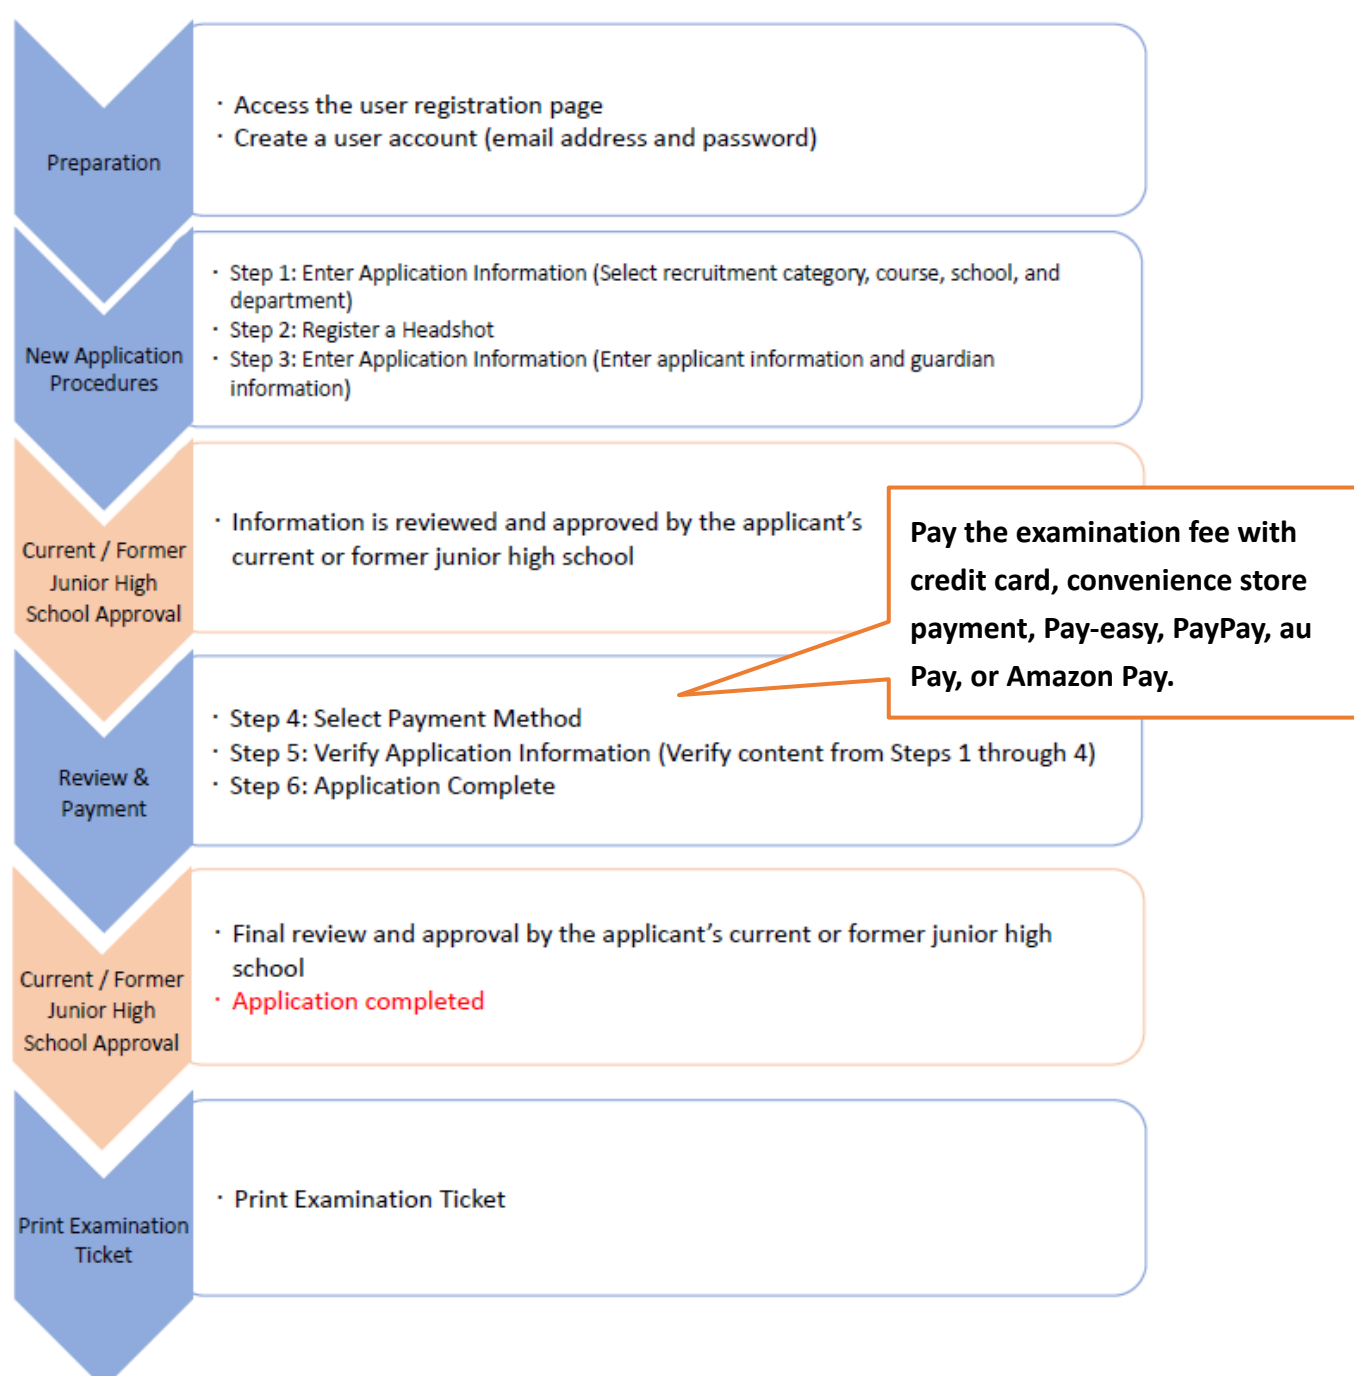 Preparation
・Access the user registration page
・Create a user account (email address and password)
New Application
Procedures
・Step 1: Enter Application Information (Select recruitment category, course, school, and
department)
・Step 2: Register a Headshot
・Step 3: Enter Application Information (Enter applicant information and guardian
information)
Current / Former
Junior High
School Approval
・Information is reviewed and approved by the applicant’s
current or former junior high school
Pay the examination fee with
credit card, convenience store
payment, Pay-easy, PayPay, au
Pay, or Amazon Pay.
Review &
Payment
・Step 4: Select Payment Method
・Step 5: Verify Application Information (Verify content from Steps 1 through 4)
・Step 6: Application Complete
Current / Former
Junior High
School Approval
・Final review and approval by the applicant’s current or former junior high
school
・Application completed
Print Examination
Ticket
・Print Examination Ticket